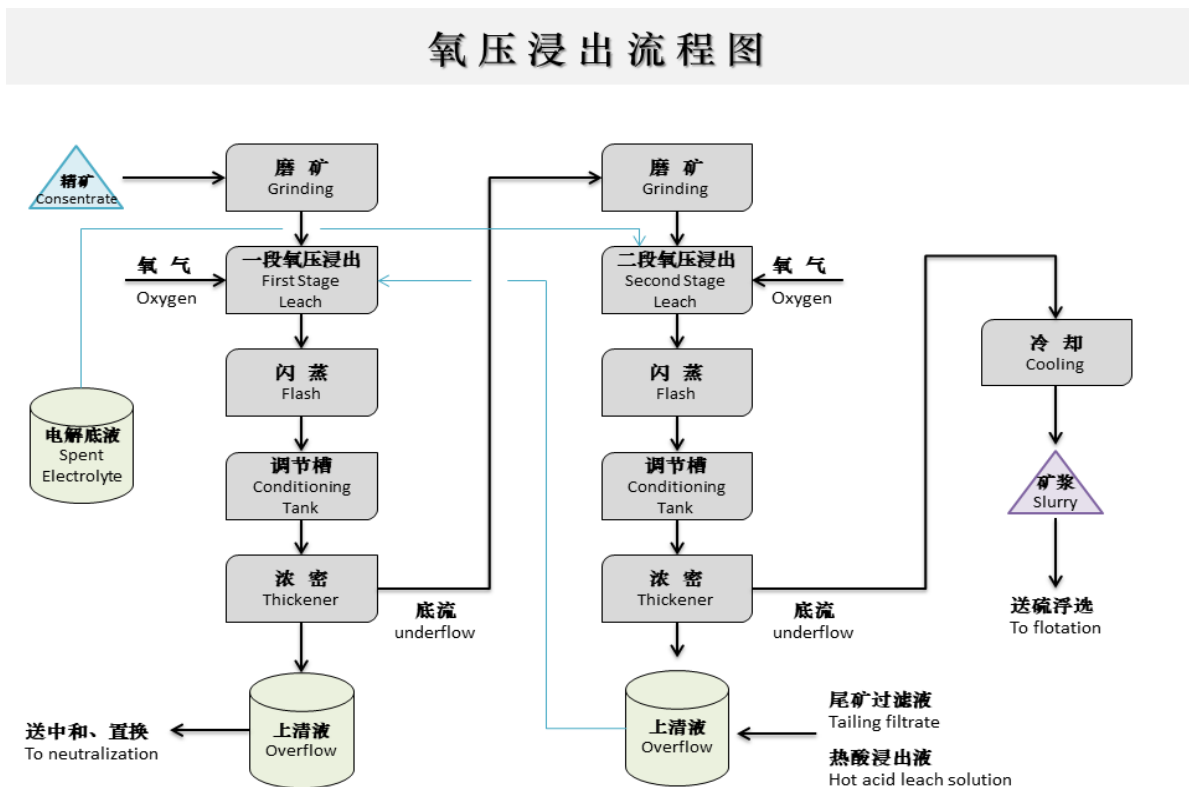 氧压浸出流程图
精矿
Consentrate
磨 矿
Grinding
氧 气
Oxygen
一段氧压浸出
First Stage
Leach
闪 蒸
Flash
电解底液
Spent
Electrolyte
调节槽
Conditioning
Tank
浓 密
Thickener
底流
underflow
上清液
Overflow
送中和、置换
To neutralization
磨 矿
Grinding
二段氧压浸出
Second Stage
Leach
氧 气
Oxygen
闪 蒸
Flash
调节槽
Conditioning
Tank
浓 密
Thickener
底流
underflow
上清液
Overflow
尾矿过滤液
Tailing filtrate
热酸浸出液
Hot acid leach solution
冷 却
Cooling
矿浆
Slurry
送硫浮选
To flotation